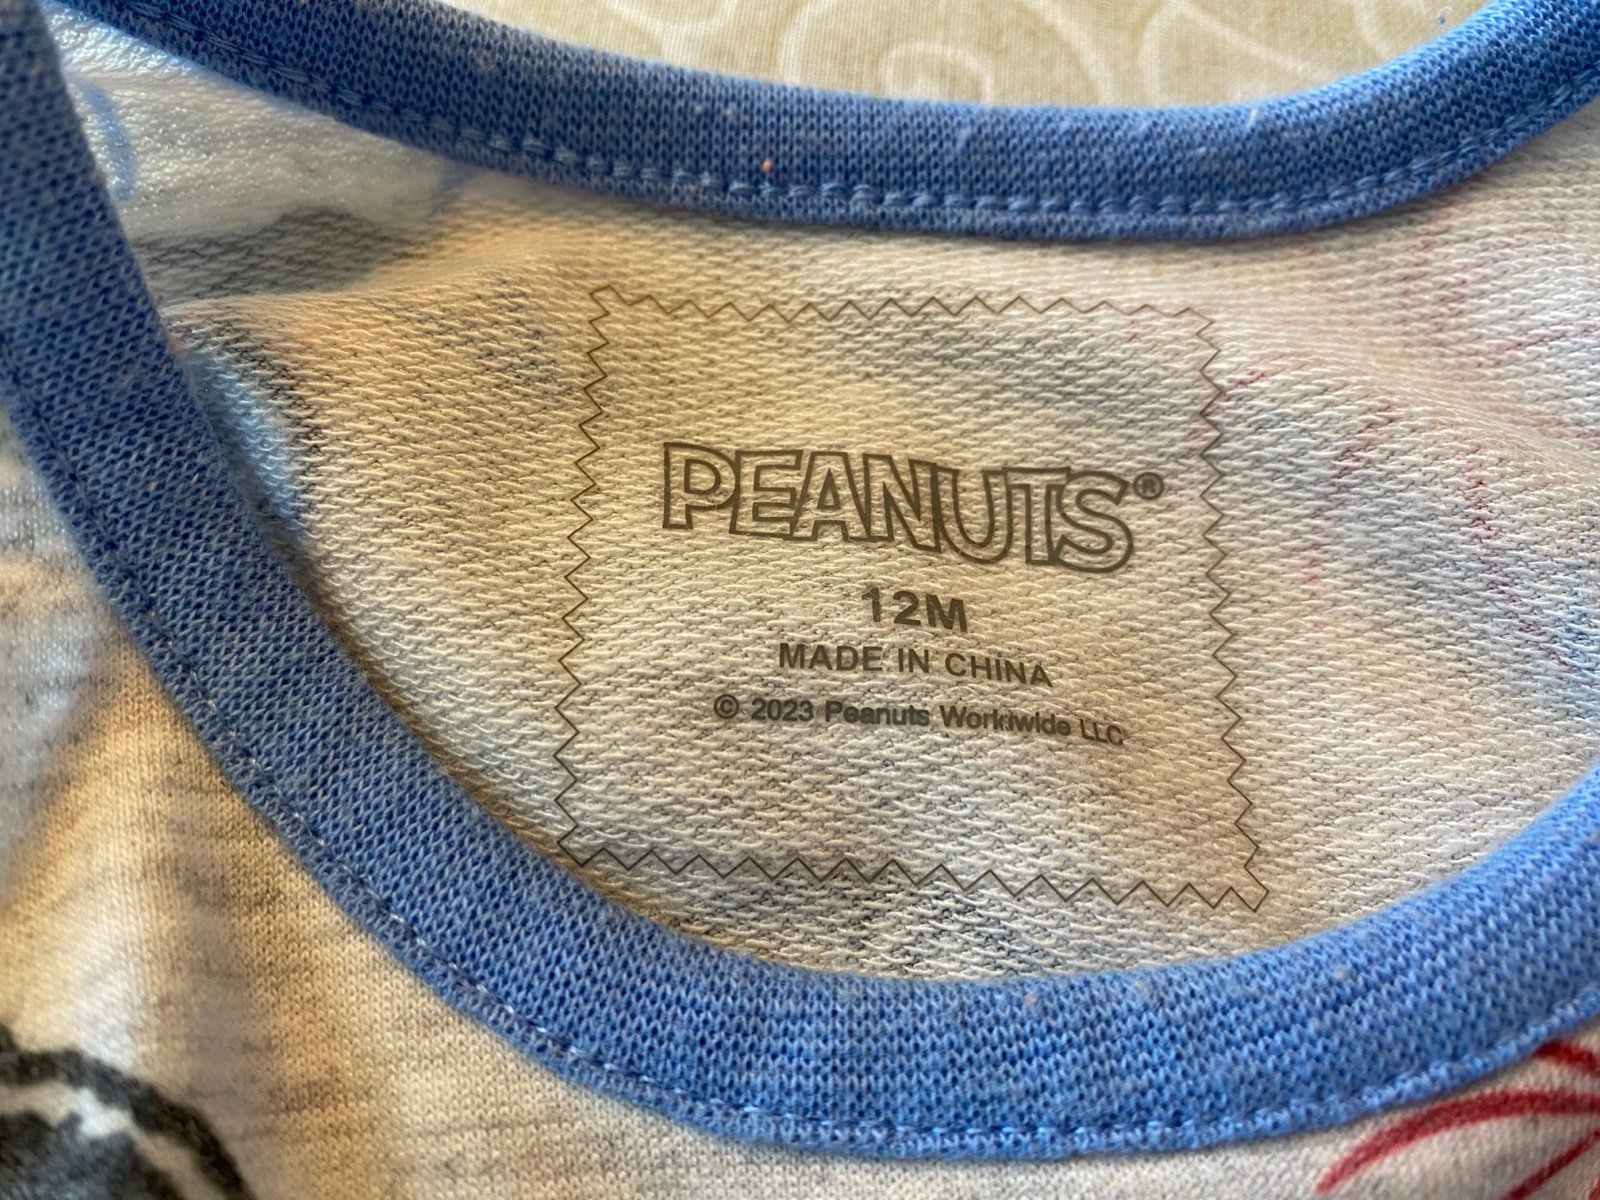 PEANUTS®
12M
MADE IN CHINA
© 2023 Peanuts Worldwide LLC